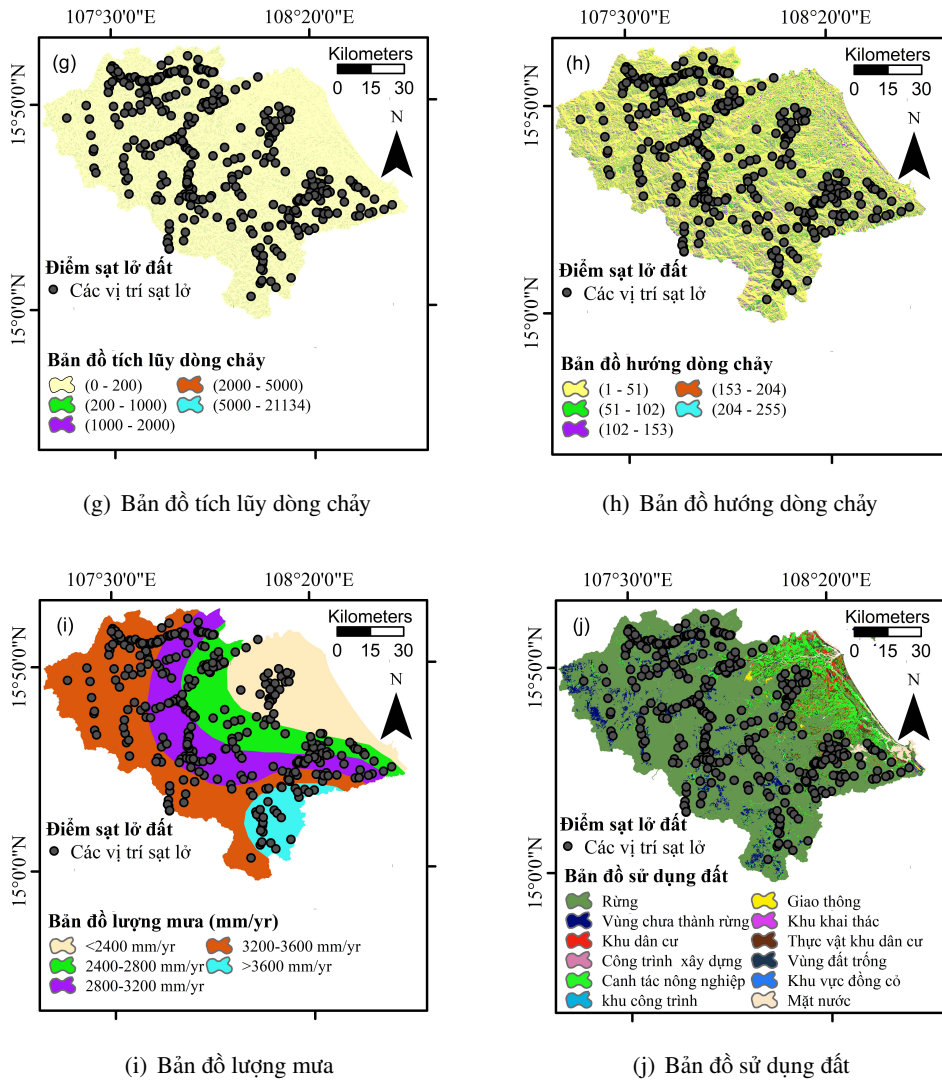 107°30'0"E 108°20'0"E
(g)
Kilometers
0 15 30
N
15°50'0"N
15°0'0"N
Điểm sạt lở đất
Các vị trí sạt lở
Bản đồ tích lũy dòng chảy
(0 - 200) (2000 - 5000)
(200 - 1000) (5000 - 21134)
(1000 - 2000)
107°30'0"E 108°20'0"E
(g) Bản đồ tích lũy dòng chảy
107°30'0"E 108°20'0"E
(h)
Kilometers
0 15 30
N
15°50'0"N
15°0'0"N
Điểm sạt lở đất
Các vị trí sạt lở
Bản đồ hướng dòng chảy
(1 - 51) (153 - 204)
(51 - 102) (204 - 255)
(102 - 153)
(h) Bản đồ hướng dòng chảy
107°30'0"E 108°20'0"E
(i)
Kilometers
0 15 30
N
15°50'0"N
15°0'0"N
Điểm sạt lở đất
Các vị trí sạt lở
Bản đồ lượng mưa (mm/yr)
<2400 mm/yr 3200-3600 mm/yr
2400-2800 mm/yr >3600 mm/yr
2800-3200 mm/yr
(i) Bản đồ lượng mưa
107°30'0"E 108°20'0"E
(j)
Kilometers
0 15 30
N
15°50'0"N
15°0'0"N
Điểm sạt lở đất
Các vị trí sạt lở
Bản đồ sử dụng đất
Rừng Giao thông
Vùng chưa thành rừng Khu khai thác
Khu dân cư Thực vật khu dân cư
Công trình xây dựng Vùng đất trống
Canh tác nông nghiệp Khu vực đồng cỏ
khu công trình Mặt nước
(j) Bản đồ sử dụng đất